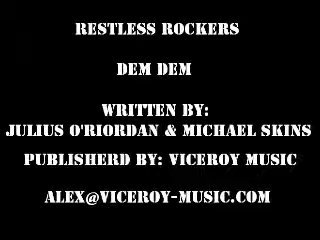 RESTLESS ROCKERS
DEM DEM
WRITTEN BY:
JULIUS O'RIORDAN & MICHAEL SKINS
PUBLISHERD BY: VICEROY MUSIC
ALEX@VICEROY-MUSIC.COM